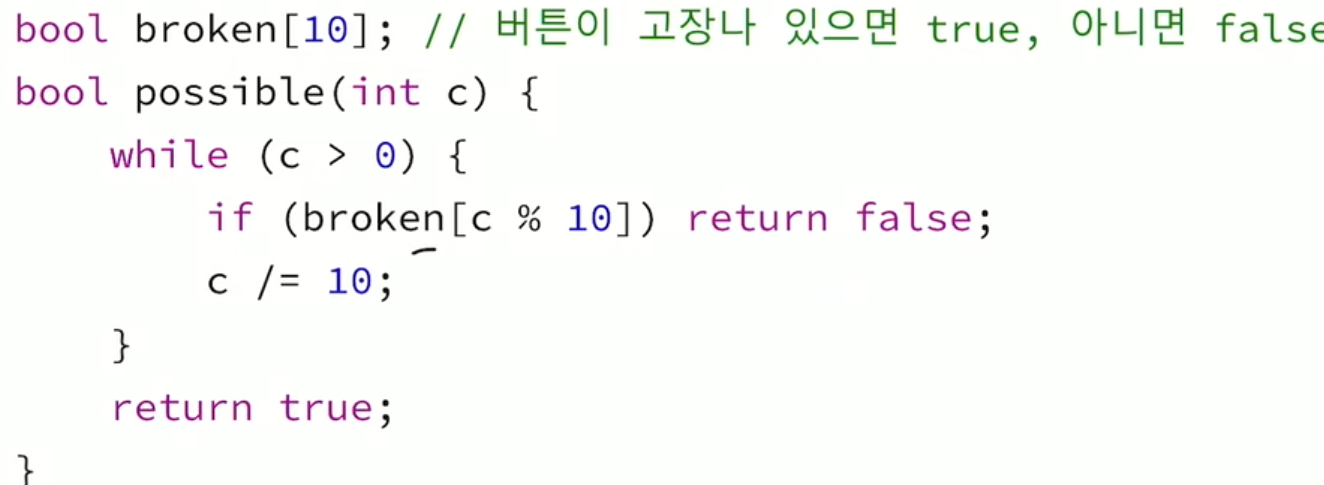 bool broken[10]; // 버튼이 고장나 있으면 true, 아니면 false
bool possible(int c) {
    while (c > 0) {
        if (broken[c % 10]) return false;
        c /= 10;
    }
    return true;
}